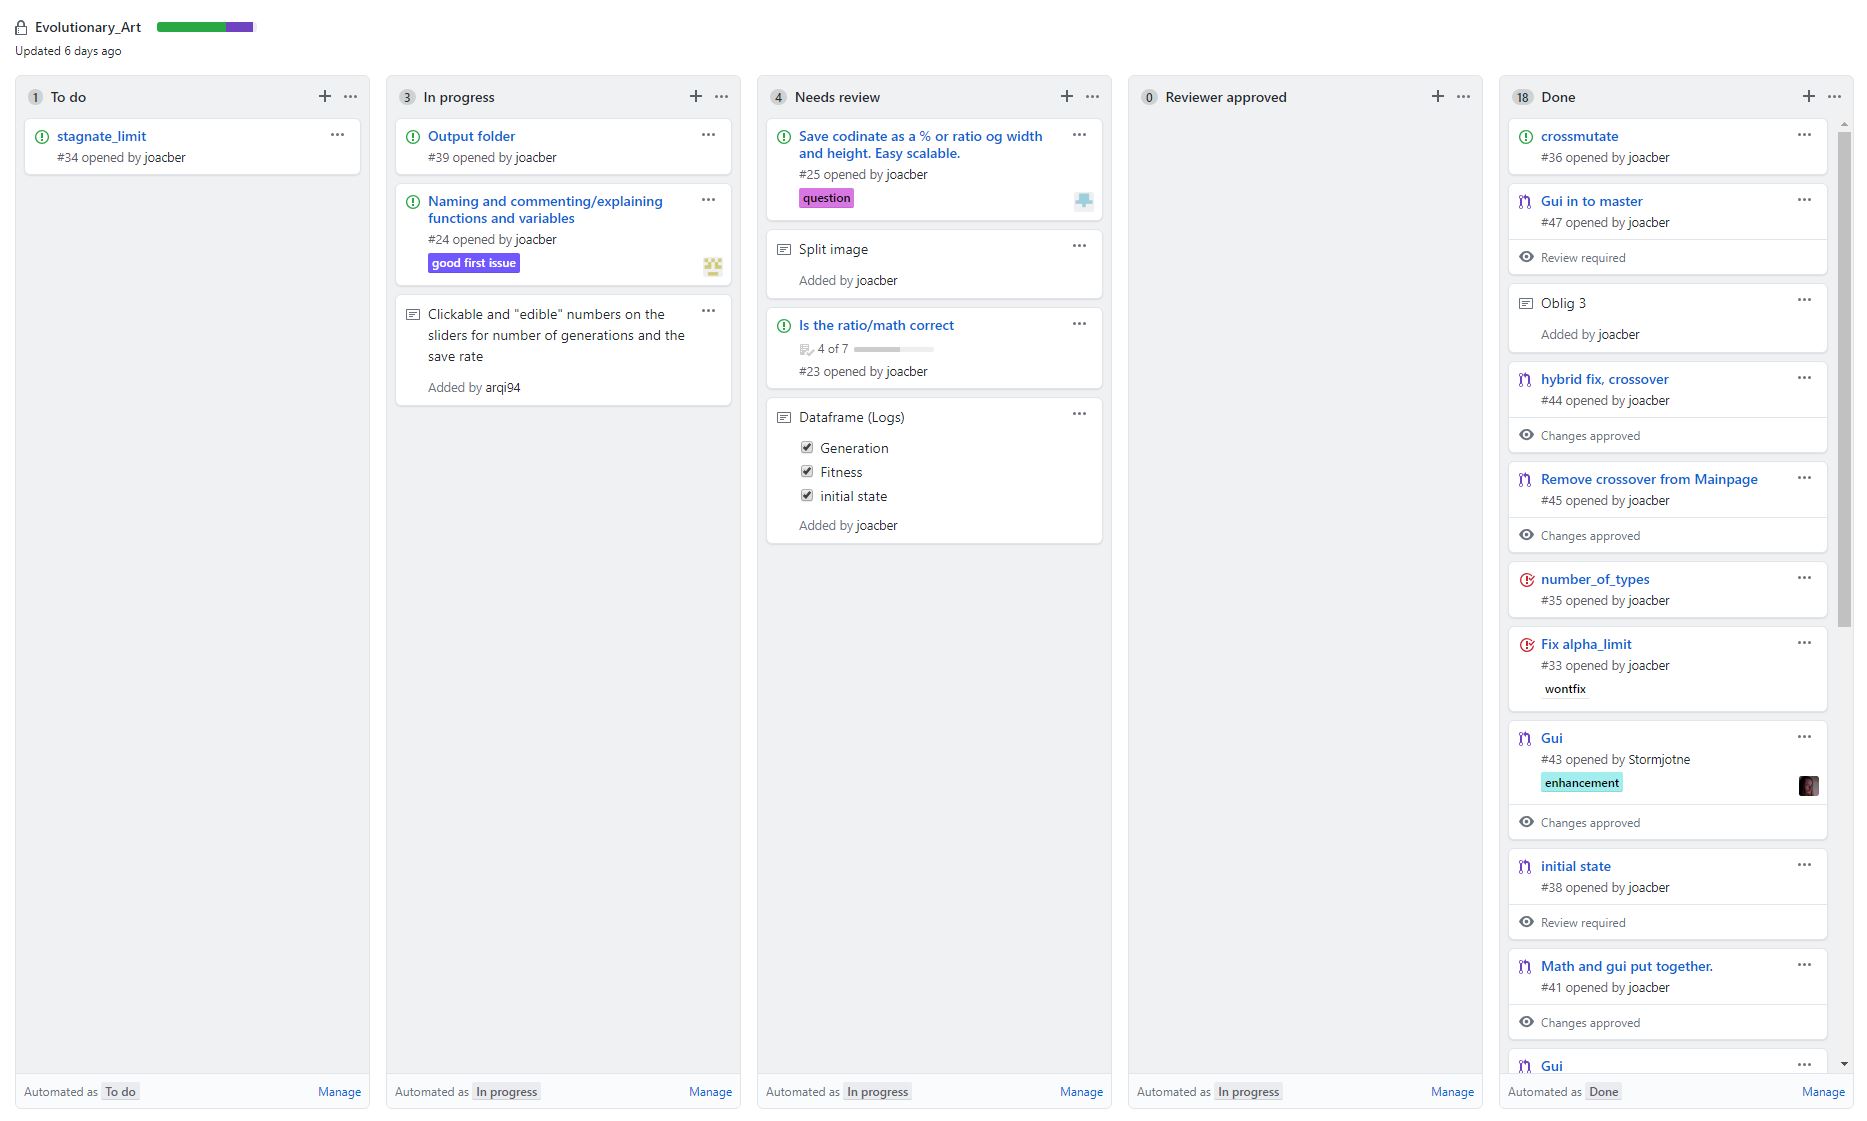 Evolutionary_Art
Updated 6 days ago
1 To do
stagnate_limit
#34 opened by joacber
Automated as To do
Manage
3 In progress
Output folder
#39 opened by joacber
Naming and commenting/explaining
functions and variables
#24 opened by joacber
good first issue
Clickable and "edible" numbers on the
sliders for number of generations and the
save rate
Added by arqi94
Automated as In progress
Manage
4 Needs review
Save codinate as a % or ratio og width
and height. Easy scalable.
#25 opened by joacber
question
Split image
Added by joacber
Is the ratio/math correct
4 of 7
#23 opened by joacber
Dataframe (Logs)
Generation
Fitness
initial state
Added by joacber
Automated as In progress
Manage
0 Reviewer approved
Automated as In progress
Manage
18 Done
crossmutate
#36 opened by joacber
Gui in to master
#47 opened by joacber
Review required
Oblig 3
Added by joacber
hybrid fix, crossover
#44 opened by joacber
Changes approved
Remove crossover from Mainpage
#45 opened by joacber
Changes approved
number_of_types
#35 opened by joacber
Fix alpha_limit
#33 opened by joacber
wontfix
Gui
#43 opened by Stormjotne
enhancement
Changes approved
initial state
#38 opened by joacber
Review required
Math and gui put together.
#41 opened by joacber
Changes approved
Gui
Automated as Done
Manage